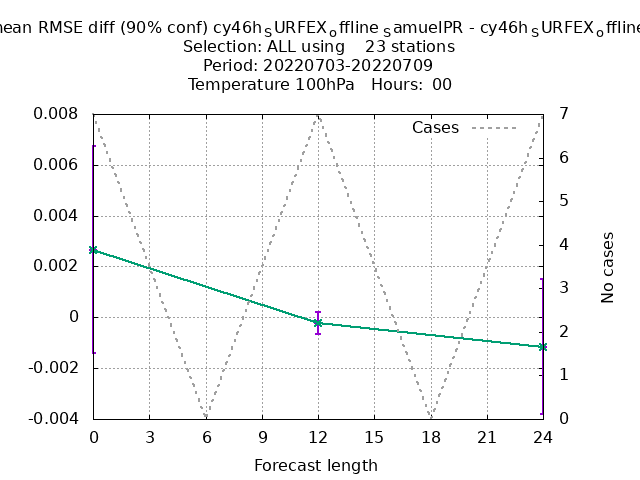 nean RMSE diff (90% conf) cy46h_SURFEX_offline_SamuelPR - cy46h_SURFEX_offline
Selection: ALL using 23 stations
Period: 20220703-20220709
Temperature 100hPa Hours: 00
Cases
0.008
0.006
0.004
0.002
0
-0.002
-0.004
7
6
5
4
3
2
1
0
No cases
0 3 6 9 12 15 18 21 24
Forecast length